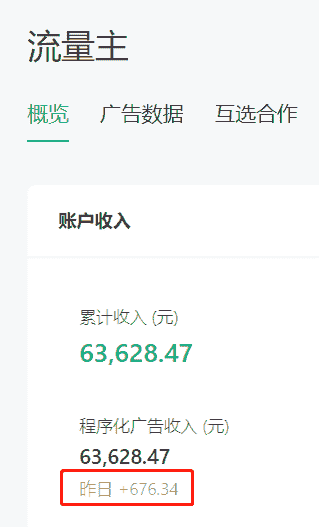 流量主
概览 广告数据 互选合作
账户收入
累计收入 (元)
63,628.47
程序化广告收入 (元)
63,628.47
昨日 +676.34